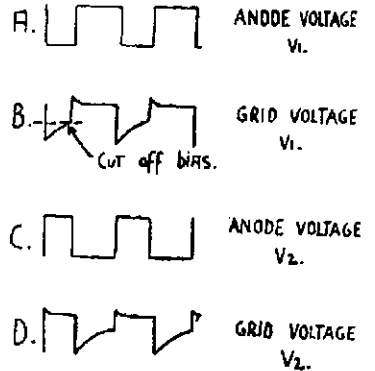 A. ANODE VOLTAGE
V1.
B. GRID VOLTAGE
V1.
CUT off BIAS.
C. ANODE VOLTAGE
V2.
D. GRID VOLTAGE
V2.